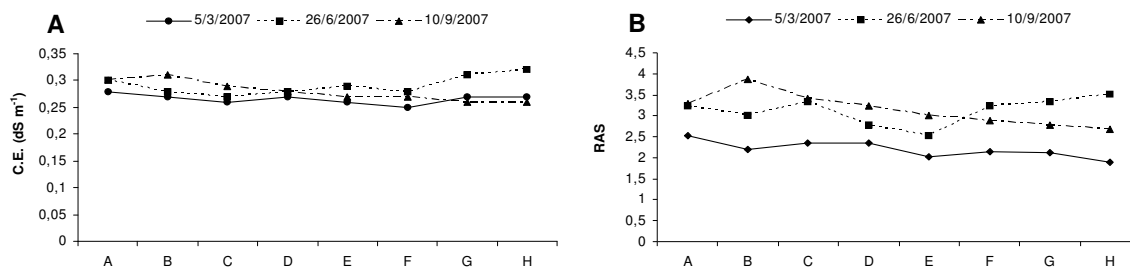 A
5/3/2007 26/6/2007 10/9/2007
0,35
0,3
0,25
0,2
0,15
0,1
0,05
0
C.E. (dS m⁻¹)
A B C D E F G H
B
5/3/2007 26/6/2007 10/9/2007
4,5
4
3,5
3
2,5
2
1,5
1
0,5
0
RAS
A B C D E F G H